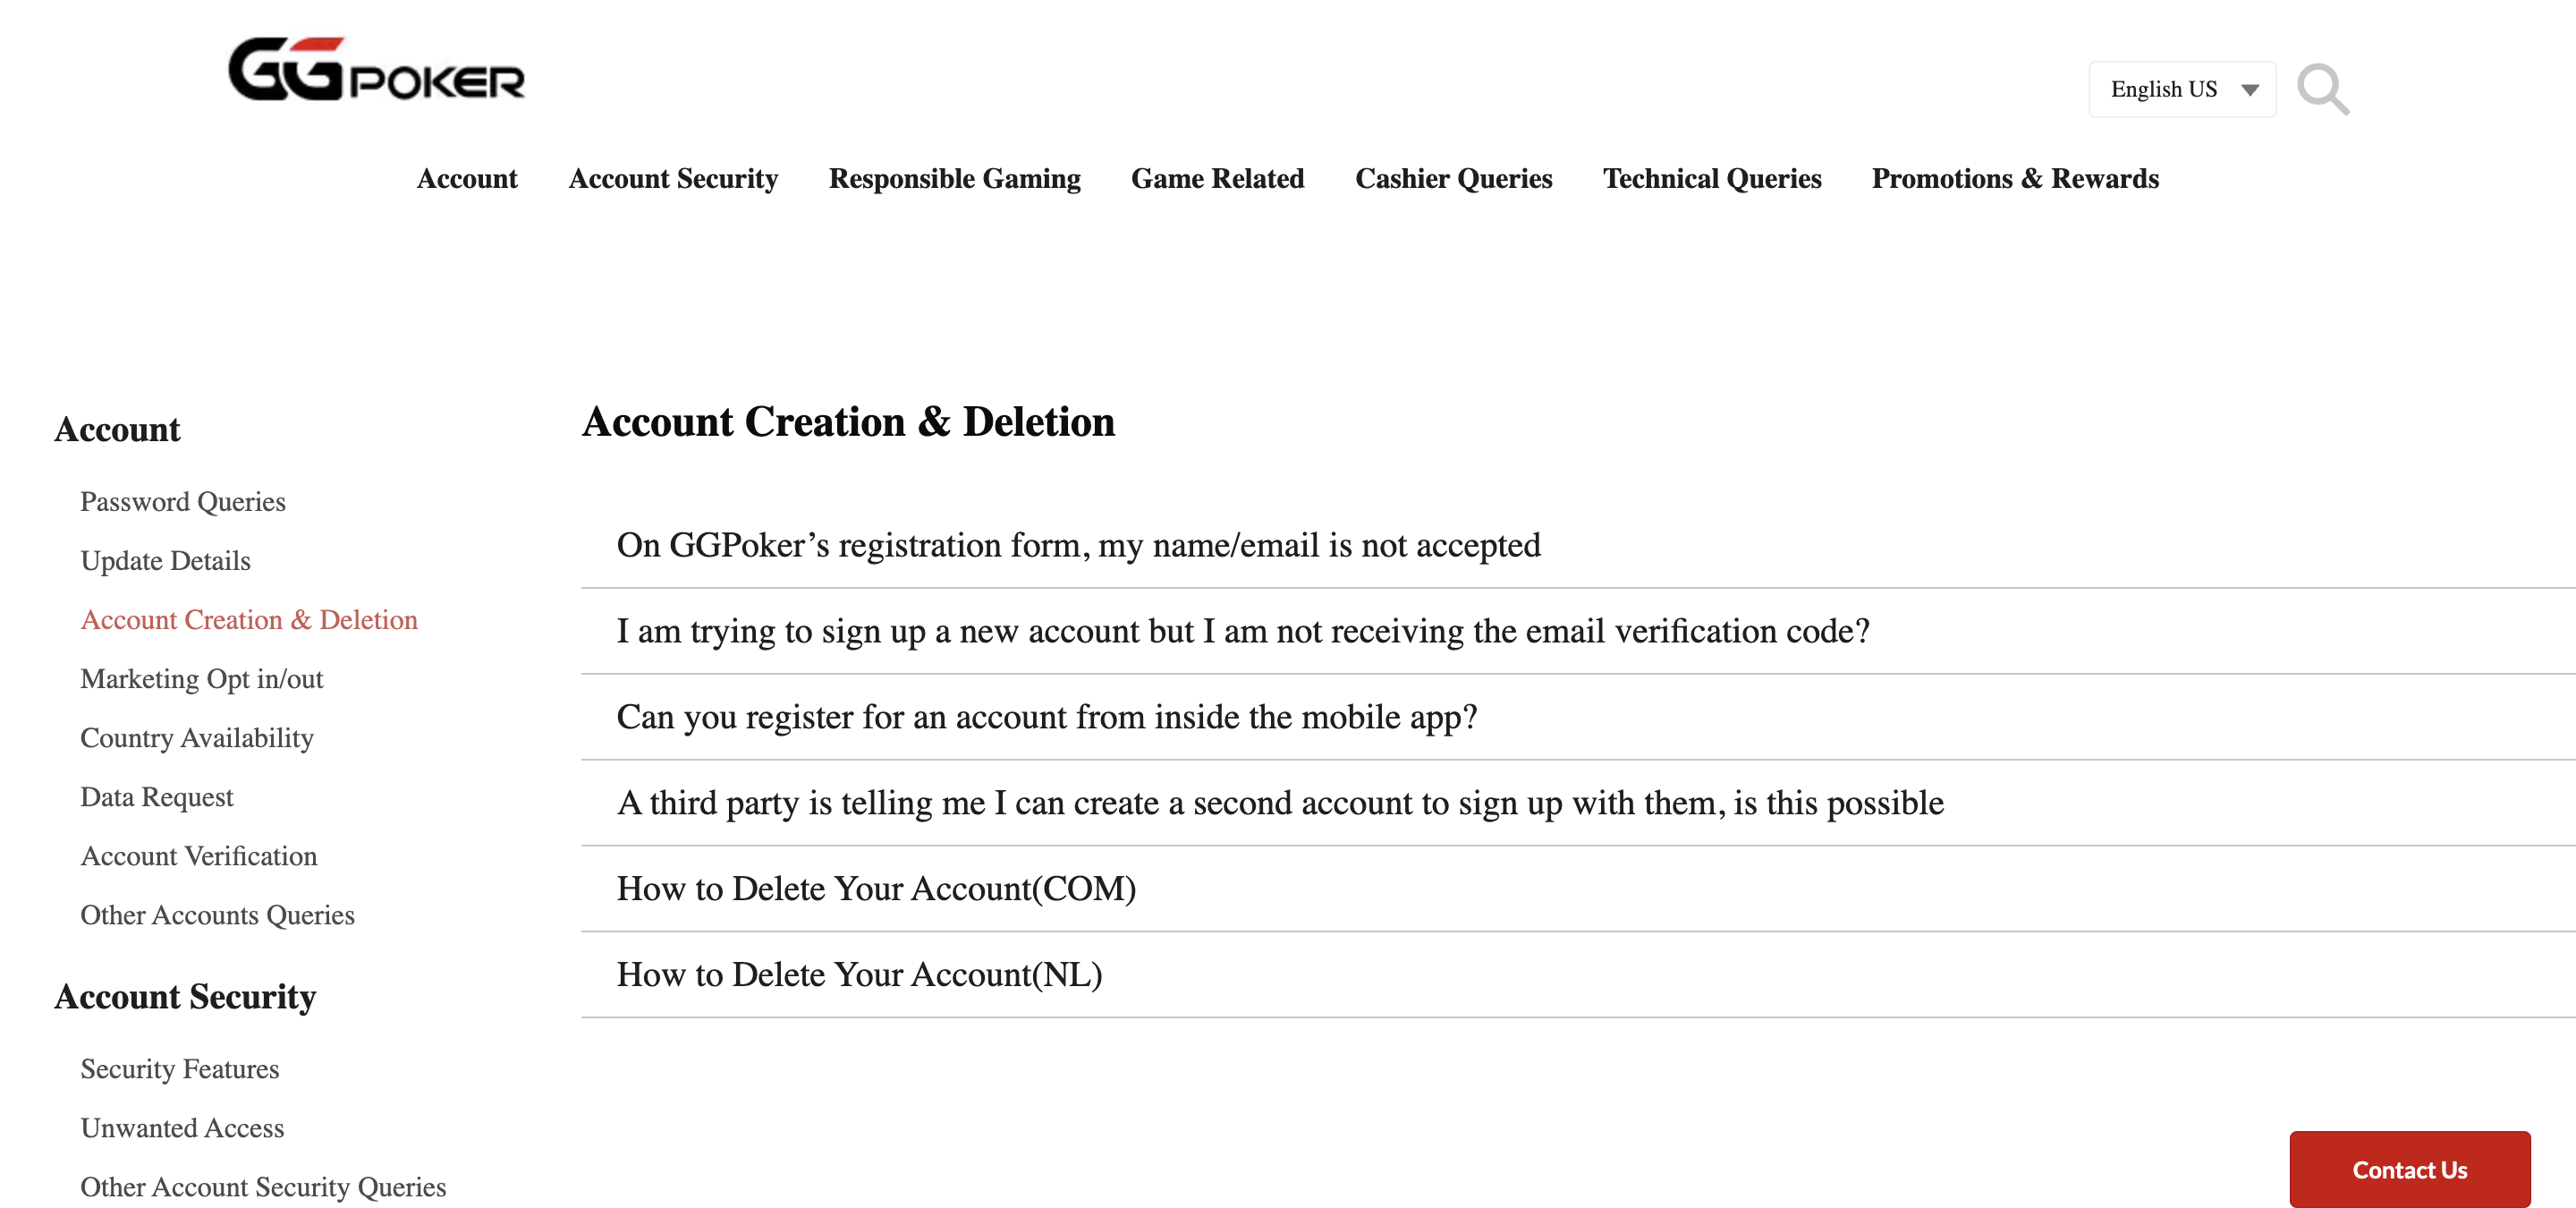 GGPOKER
English US
Account
Account Security
Responsible Gaming
Game Related
Cashier Queries
Technical Queries
Promotions & Rewards
Account
Password Queries
Update Details
Account Creation & Deletion
Marketing Opt in/out
Country Availability
Data Request
Account Verification
Other Accounts Queries
Account Security
Security Features
Unwanted Access
Other Account Security Queries
Account Creation & Deletion
On GGPoker’s registration form, my name/email is not accepted
I am trying to sign up a new account but I am not receiving the email verification code?
Can you register for an account from inside the mobile app?
A third party is telling me I can create a second account to sign up with them, is this possible
How to Delete Your Account(COM)
How to Delete Your Account(NL)
Contact Us